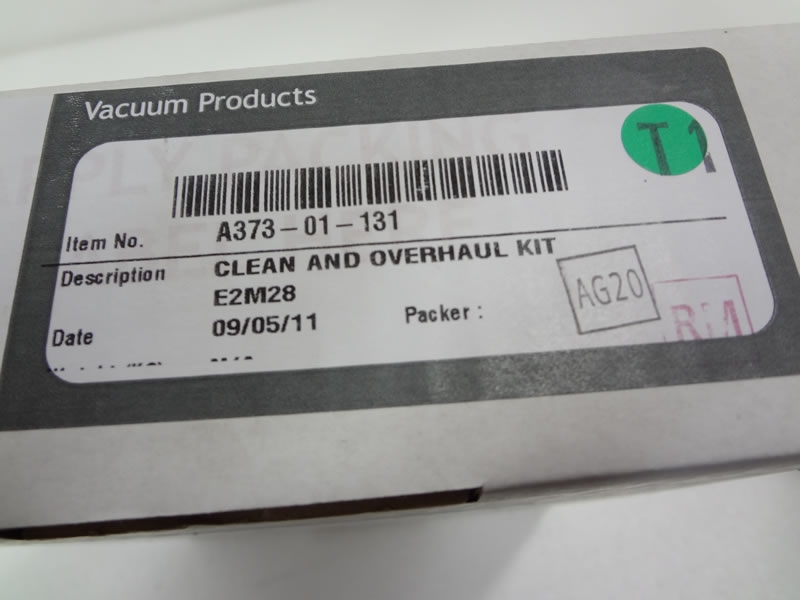 Vacuum Products
T1
Item No. A373-01-131
Description CLEAN AND OVERHAUL KIT
E2M28
Date 09/05/11 Packer :
AG20